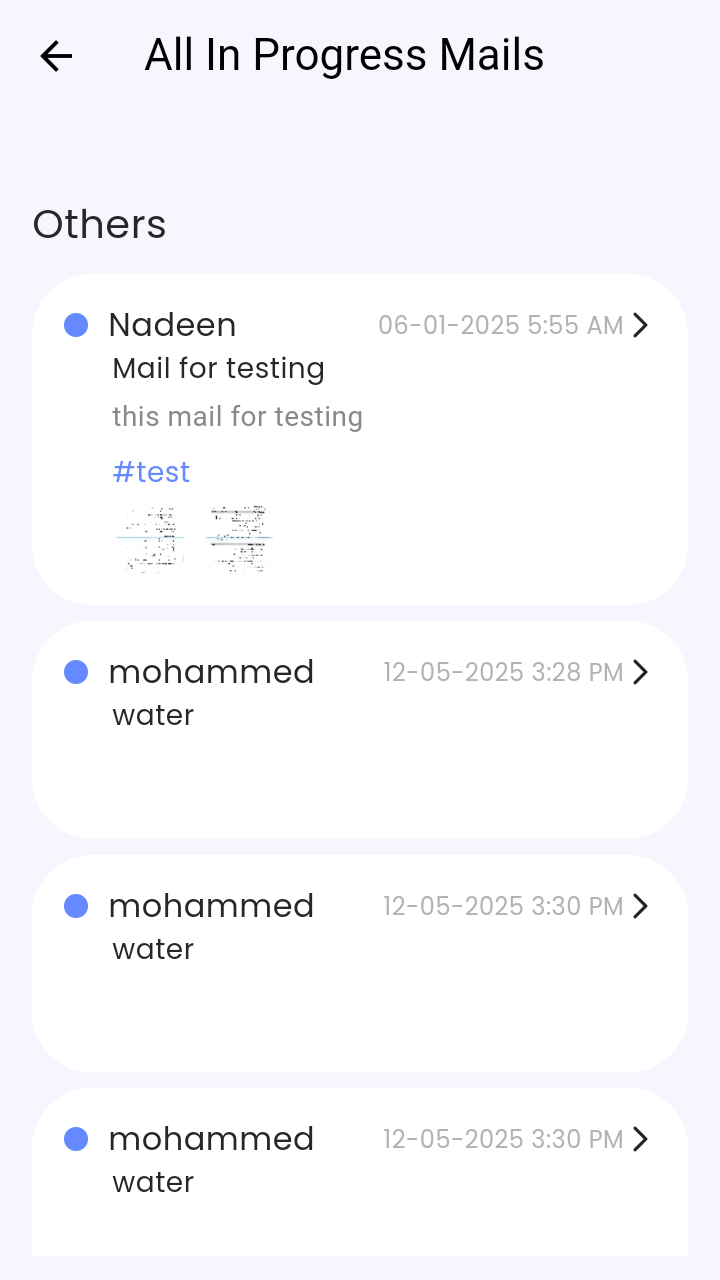 All In Progress Mails
Others
Nadeen 06-01-2025 5:55 AM
Mail for testing
this mail for testing
#test
mohammed 12-05-2025 3:28 PM
water
mohammed 12-05-2025 3:30 PM
water
mohammed 12-05-2025 3:30 PM
water